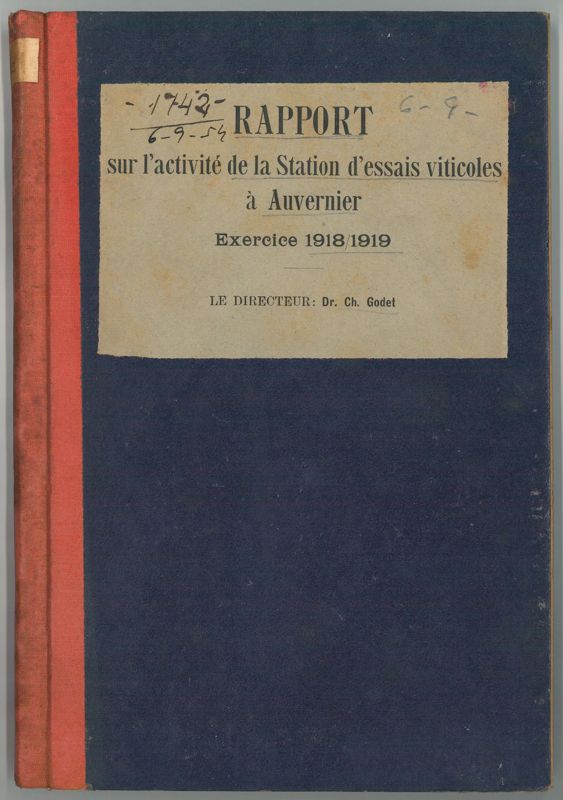 - 1742 -
6 - 9 - 54
6 - 9 -
RAPPORT
sur l'activité de la Station d'essais viticoles
à Auvernier
Exercice 1918/1919
LE DIRECTEUR: Dr. Ch. Godet